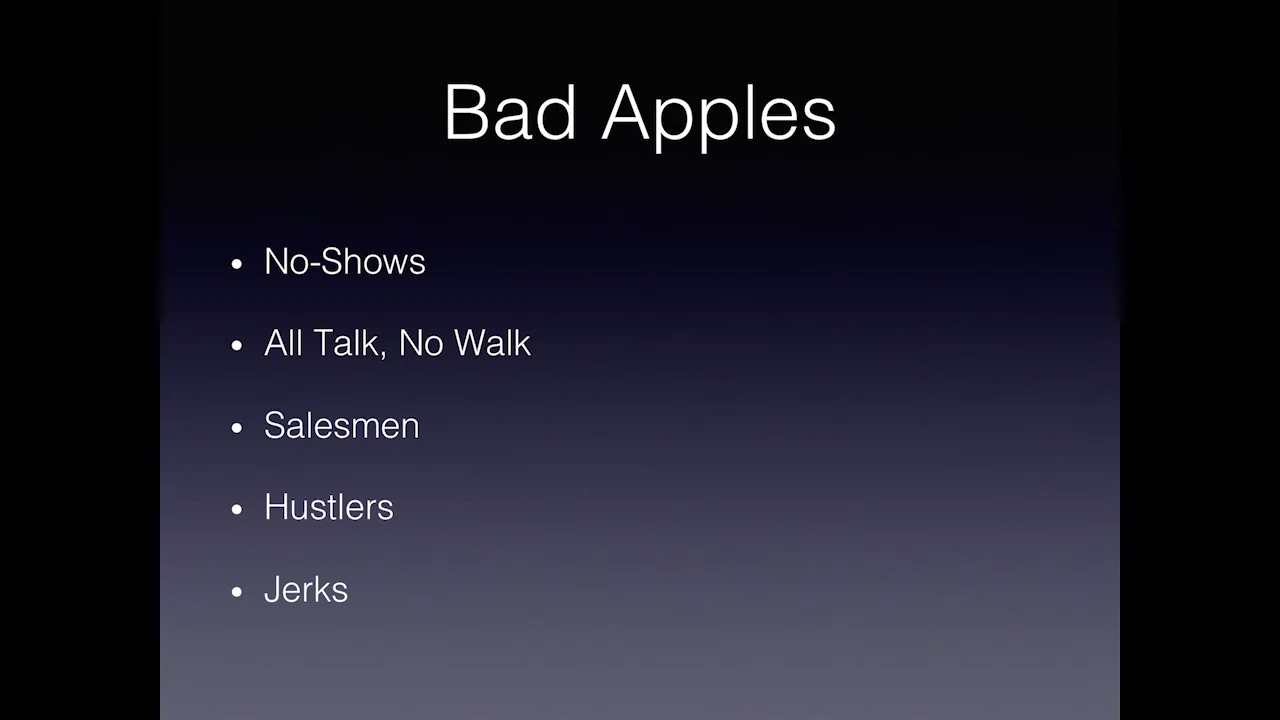 Bad Apples
• No-Shows
• All Talk, No Walk
• Salesmen
• Hustlers
• Jerks